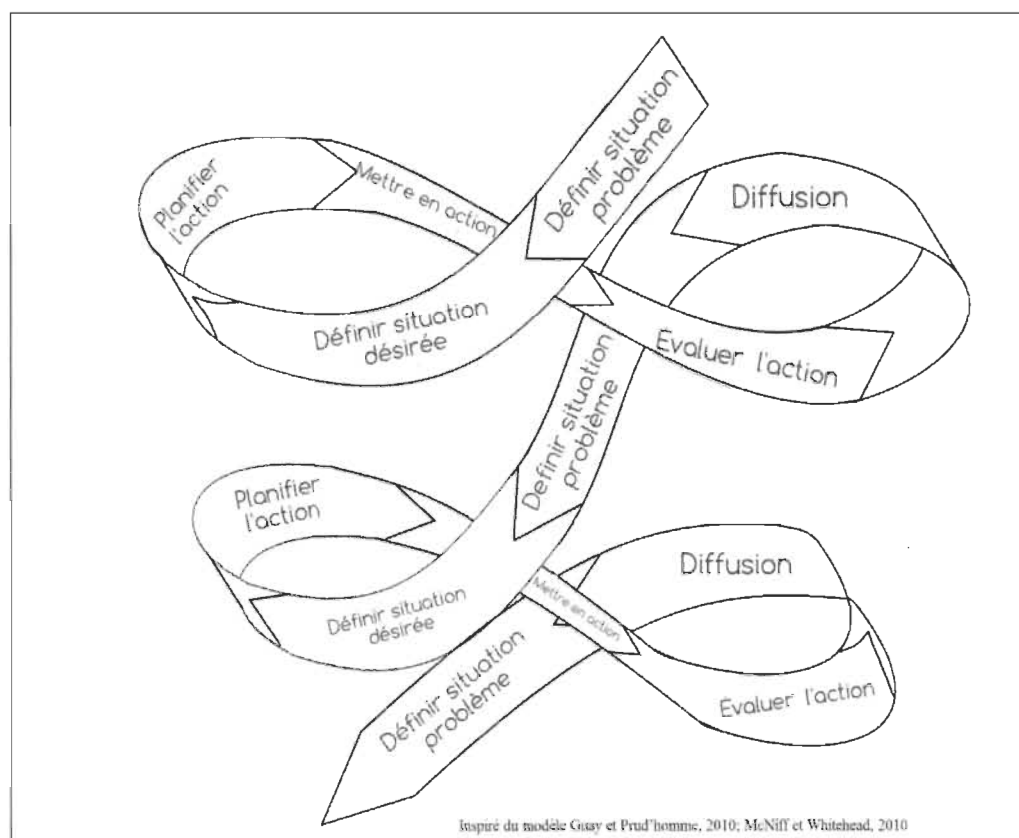 Définir situation
problème
Définir situation
désirée
Planifier
l'action
Mettre en action
Évaluer l'action
Diffusion
Définir situation
problème
Définir situation
désirée
Planifier
l'action
Mettre en action
Évaluer l'action
Diffusion
Définir situation
problème
Inspiré du modèle Guay et Prud'homme, 2010; McNiff et Whitehead, 2010